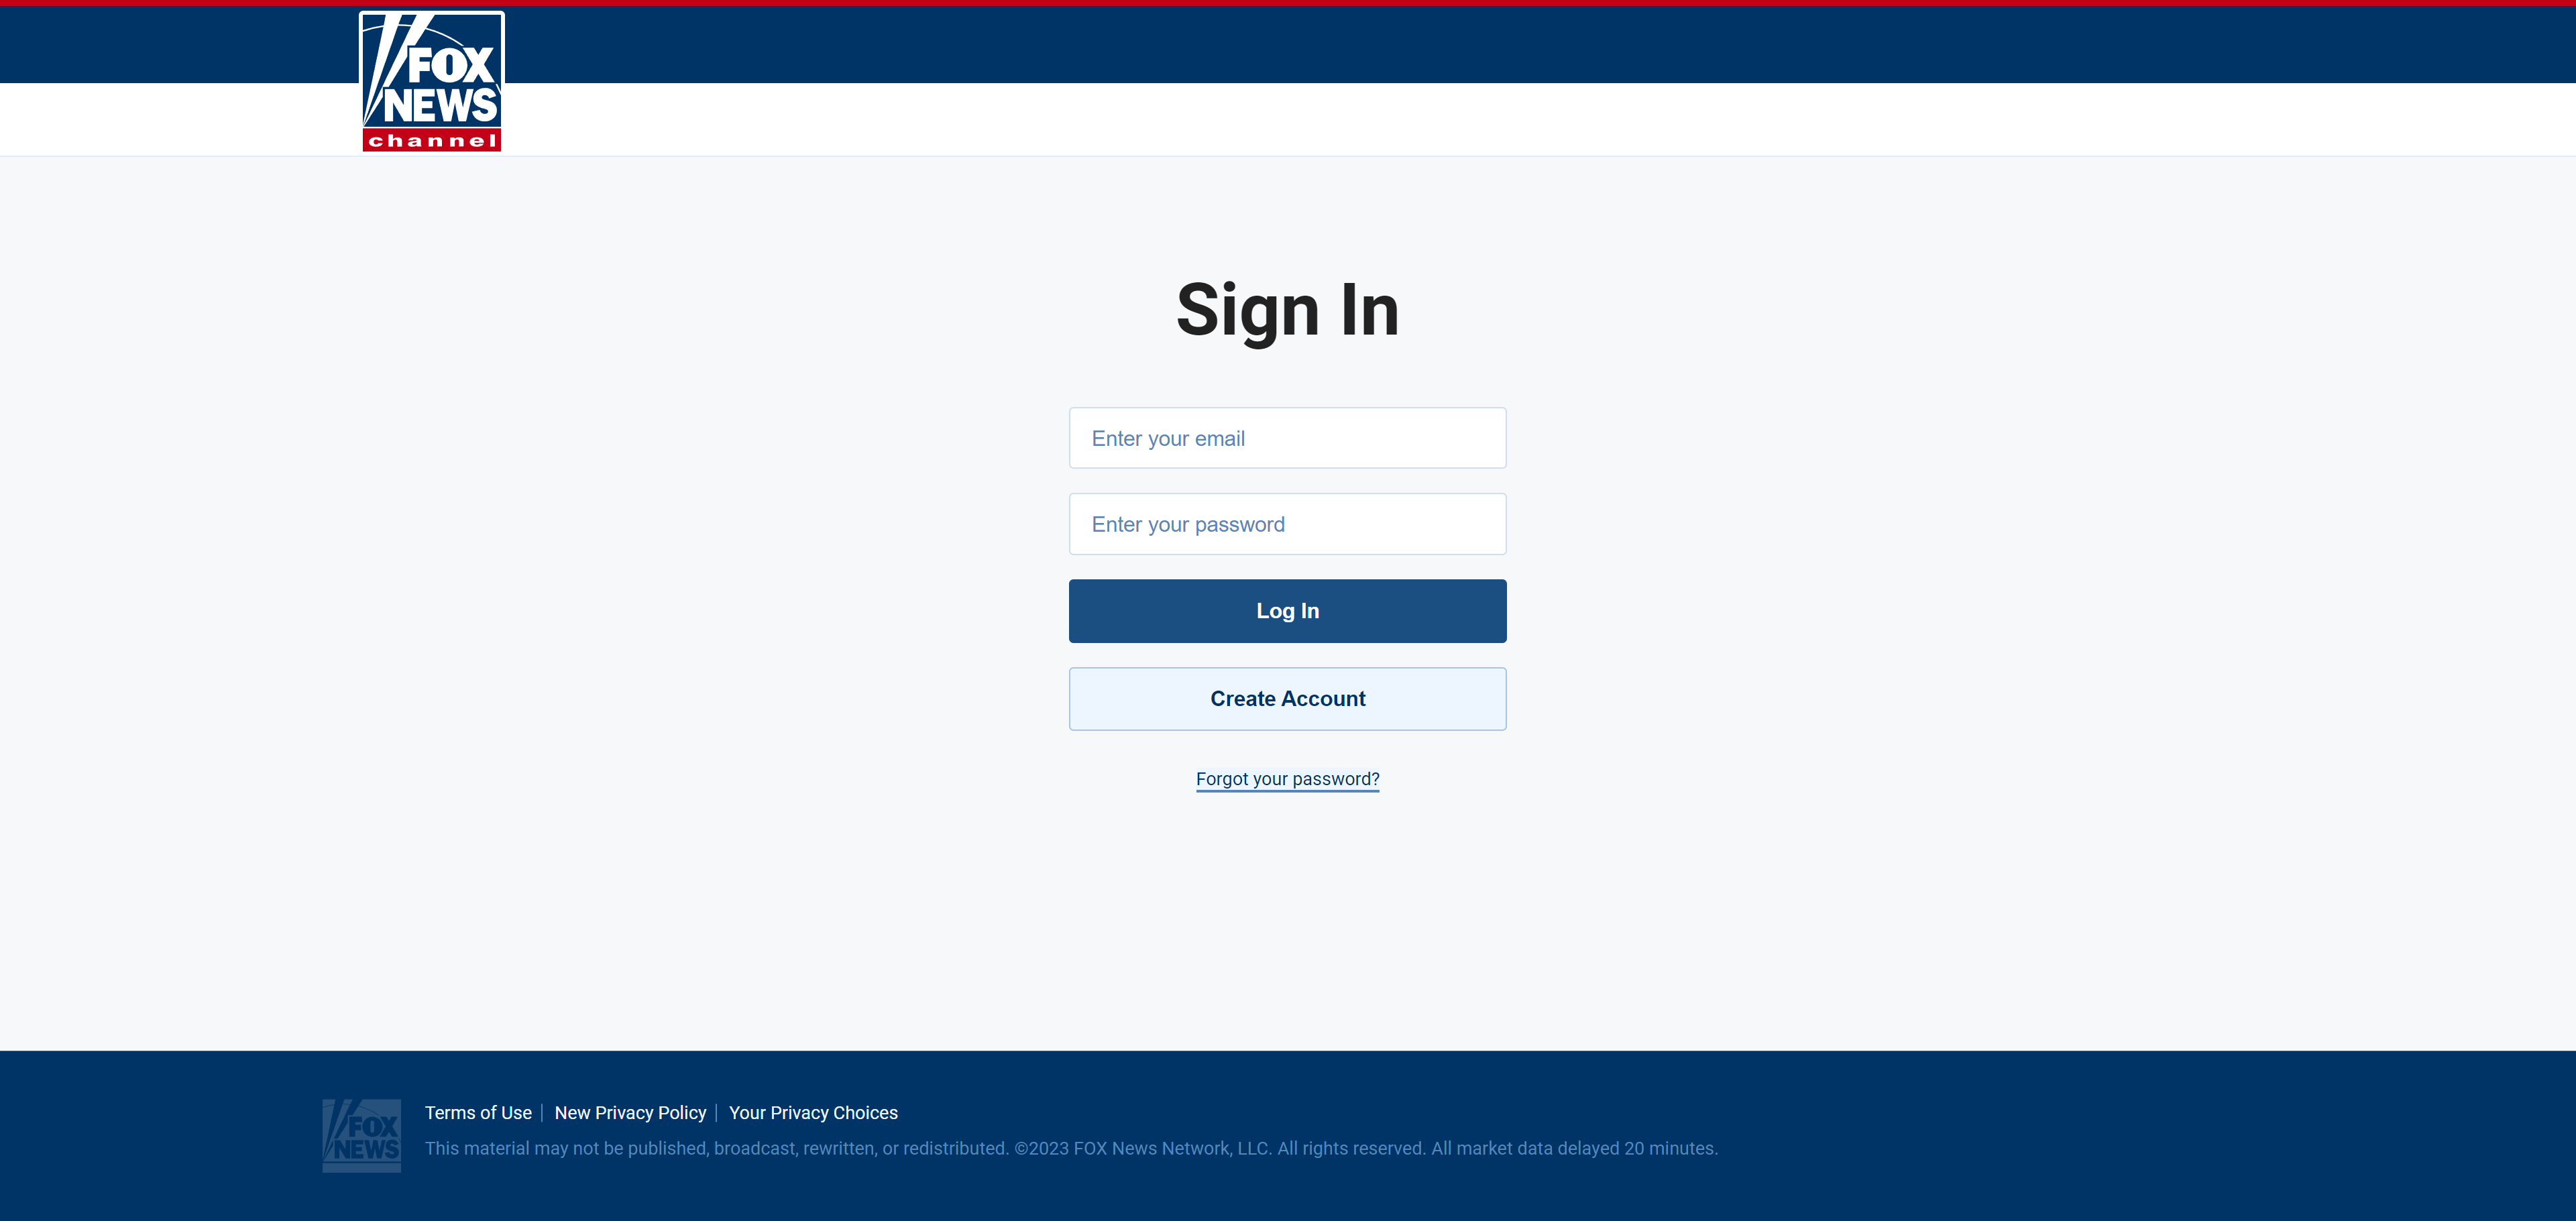 FOX
NEWS
channel
Sign In
Enter your email
Enter your password
Log In
Create Account
Forgot your password?
FOX
NEWS
Terms of Use
New Privacy Policy
Your Privacy Choices
This material may not be published, broadcast, rewritten, or redistributed. ©2023 FOX News Network, LLC. All rights reserved. All market data delayed 20 minutes.